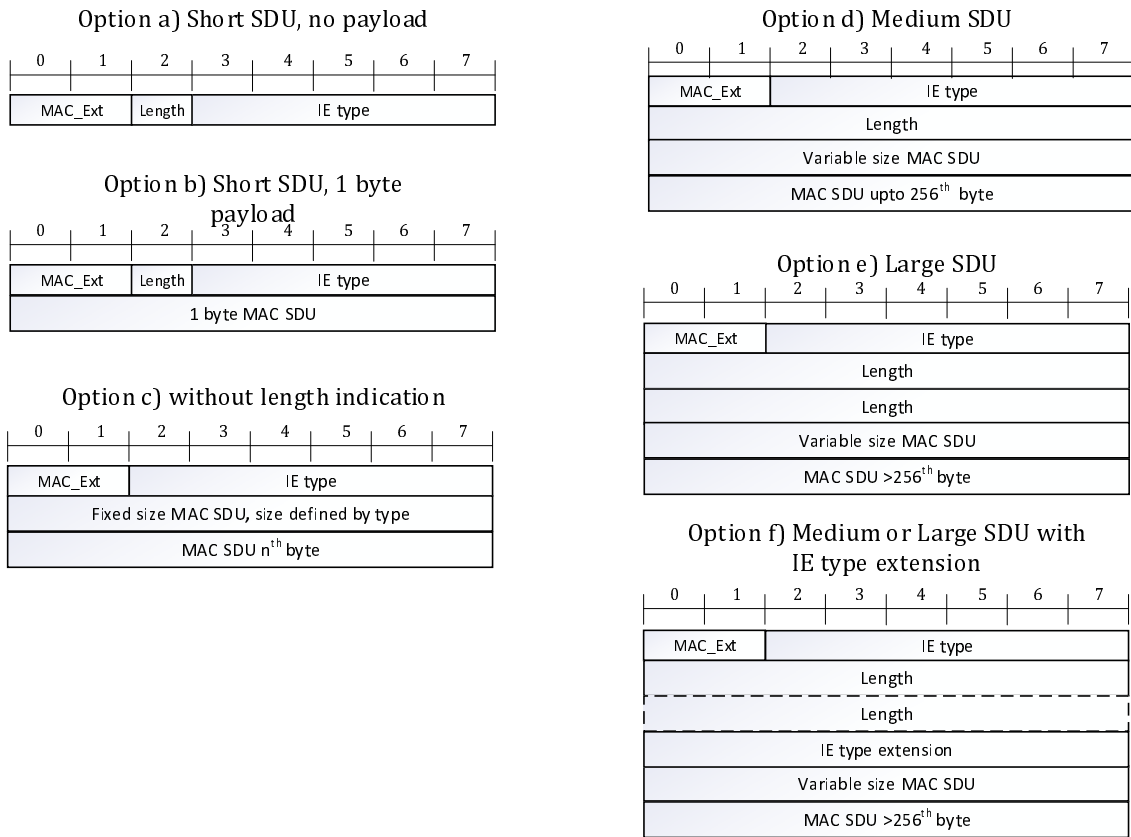 Option a) Short SDU, no payload
0 1 2 3 4 5 6 7
MAC_Ext Length IE type
Option b) Short SDU, 1 byte
payload
0 1 2 3 4 5 6 7
MAC_Ext Length IE type
1 byte MAC SDU
Option c) without length indication
0 1 2 3 4 5 6 7
MAC_Ext IE type
Fixed size MAC SDU, size defined by type
MAC SDU nth byte
Option d) Medium SDU
0 1 2 3 4 5 6 7
MAC_Ext IE type
Length
Variable size MAC SDU
MAC SDU upto 256th byte
Option e) Large SDU
0 1 2 3 4 5 6 7
MAC_Ext IE type
Length
Length
Variable size MAC SDU
MAC SDU >256th byte
Option f) Medium or Large SDU with
IE type extension
0 1 2 3 4 5 6 7
MAC_Ext IE type
Length
Length
IE type extension
Variable size MAC SDU
MAC SDU >256th byte